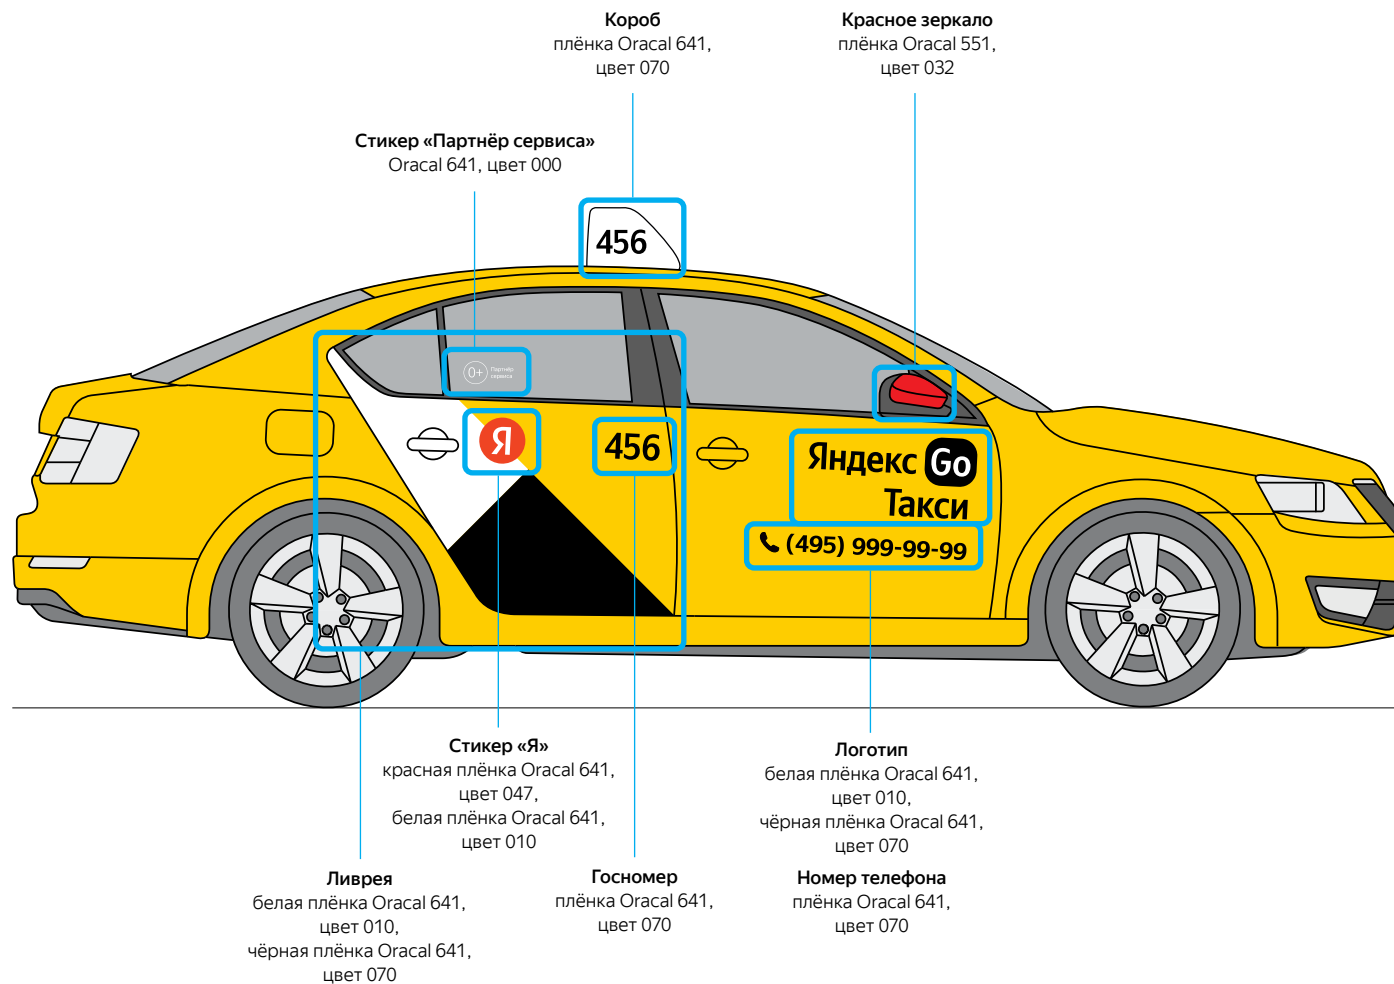 Короб
плёнка Oracal 641,
цвет 070
Красное зеркало
плёнка Oracal 551,
цвет 032
Стикер «Партнёр сервиса»
Oracal 641, цвет 000
456
0+ Партнёр
сервиса
Я
456
Яндекс Go
Такси
(495) 999-99-99
Стикер «Я»
красная плёнка Oracal 641,
цвет 047,
белая плёнка Oracal 641,
цвет 010
Логотип
белая плёнка Oracal 641,
цвет 010,
чёрная плёнка Oracal 641,
цвет 070
Ливрея
белая плёнка Oracal 641,
цвет 010,
чёрная плёнка Oracal 641,
цвет 070
Госномер
плёнка Oracal 641,
цвет 070
Номер телефона
плёнка Oracal 641,
цвет 070